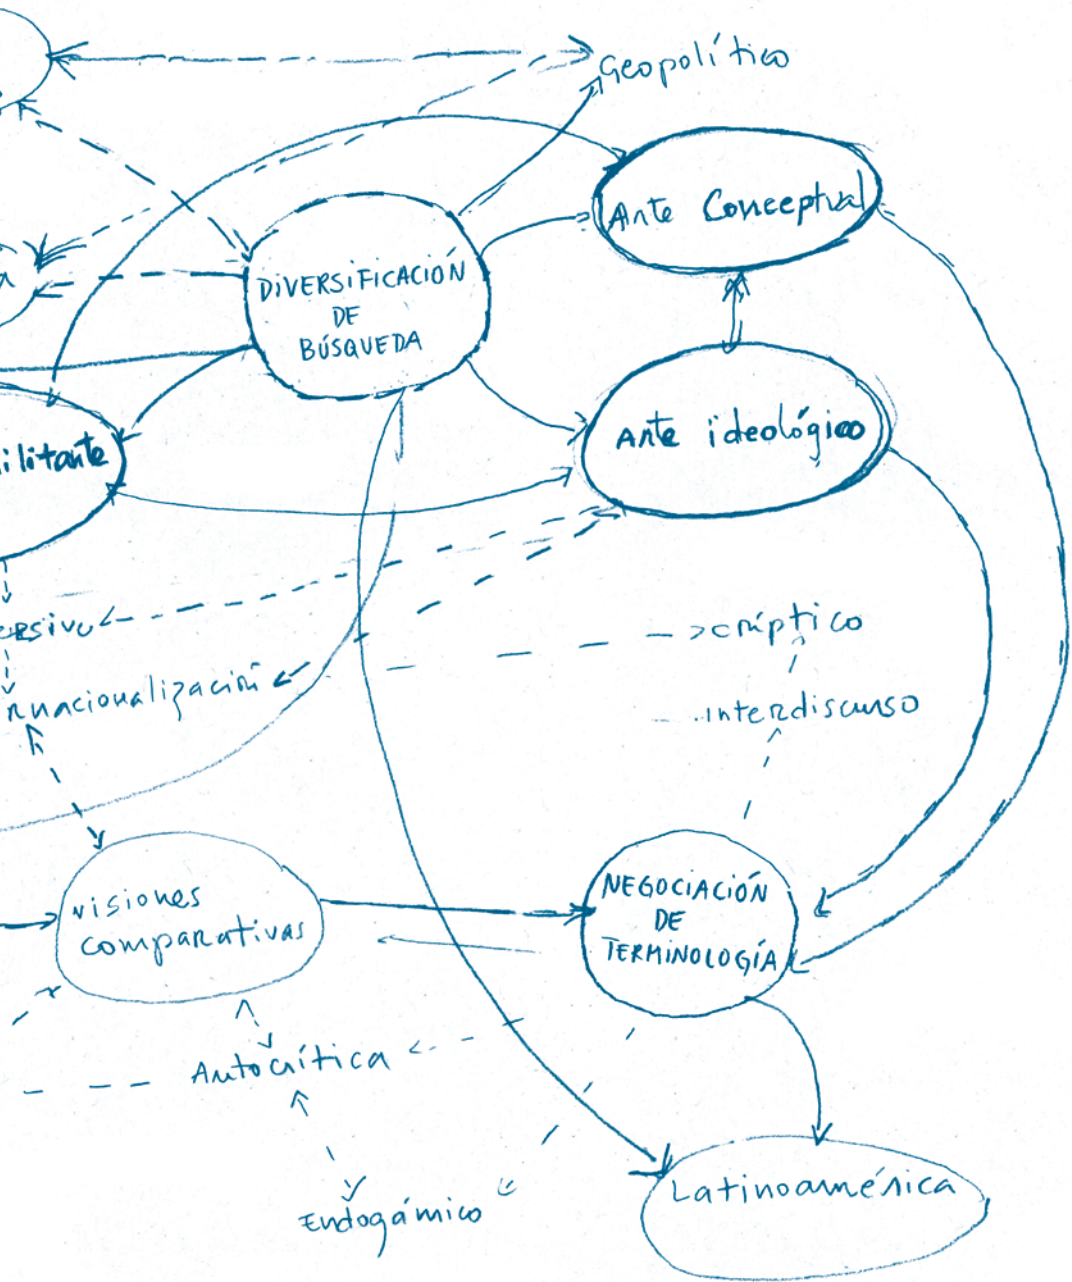 Geopolítico
Arte Conceptual
DIVERSIFICACIÓN
DE
BÚSQUEDA
a
Arte ideológico
ilitante
críptico
ersivo
rnacionalización
interdiscurso
NEGOCIACIÓN
DE
TERMINOLOGÍA
visiones
comparativas
Autocrítica
Latinoamérica
Endogámico